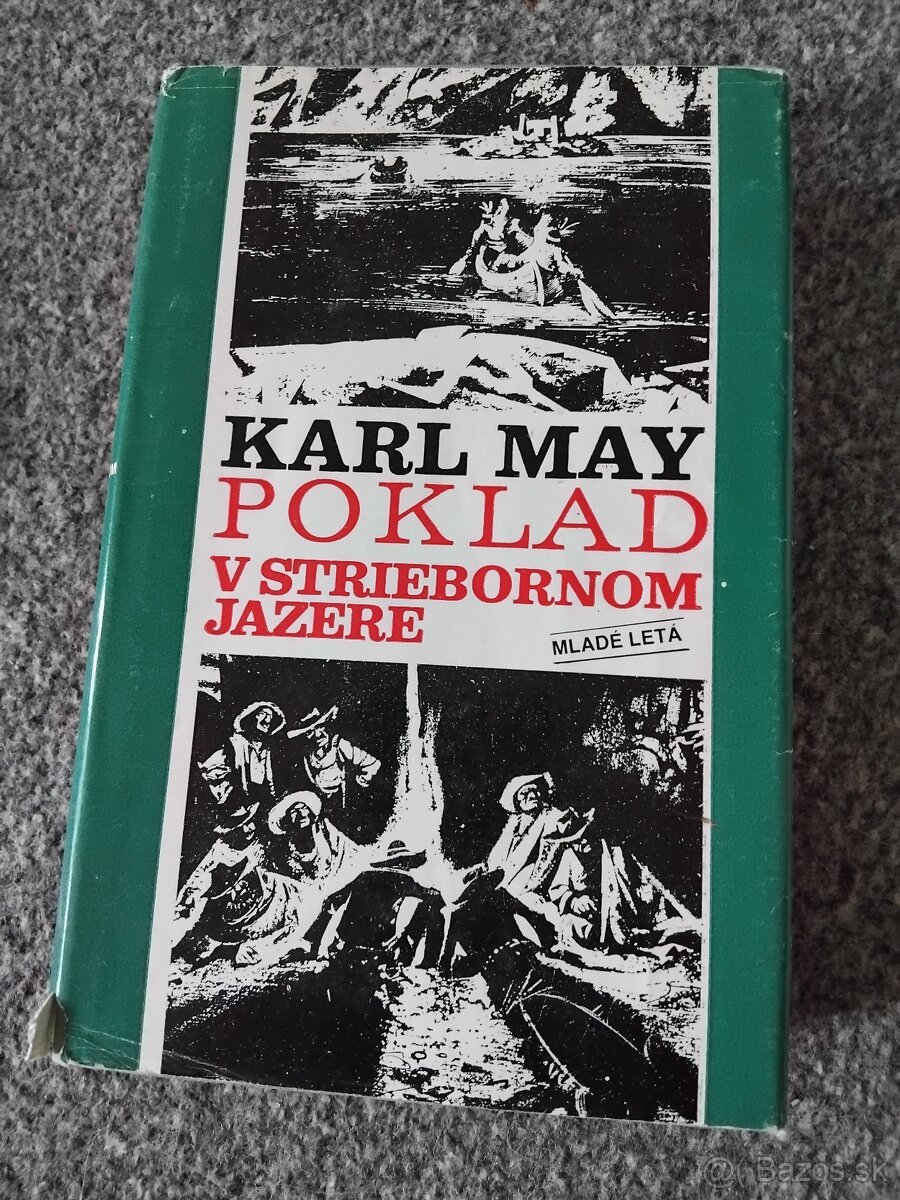 KARL MAY
POKLAD
V STRIEBORNOM
JAZERE
MLADÉ LETÁ
@ Bazos.sk